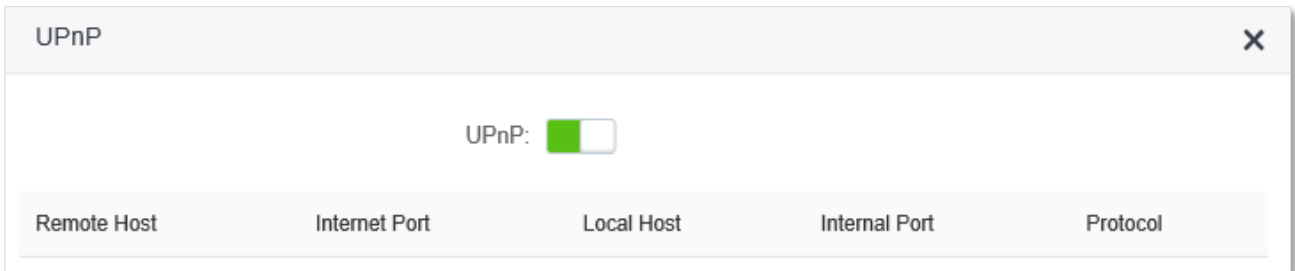 UPnP
UPnP:
Remote Host Internet Port Local Host Internal Port Protocol